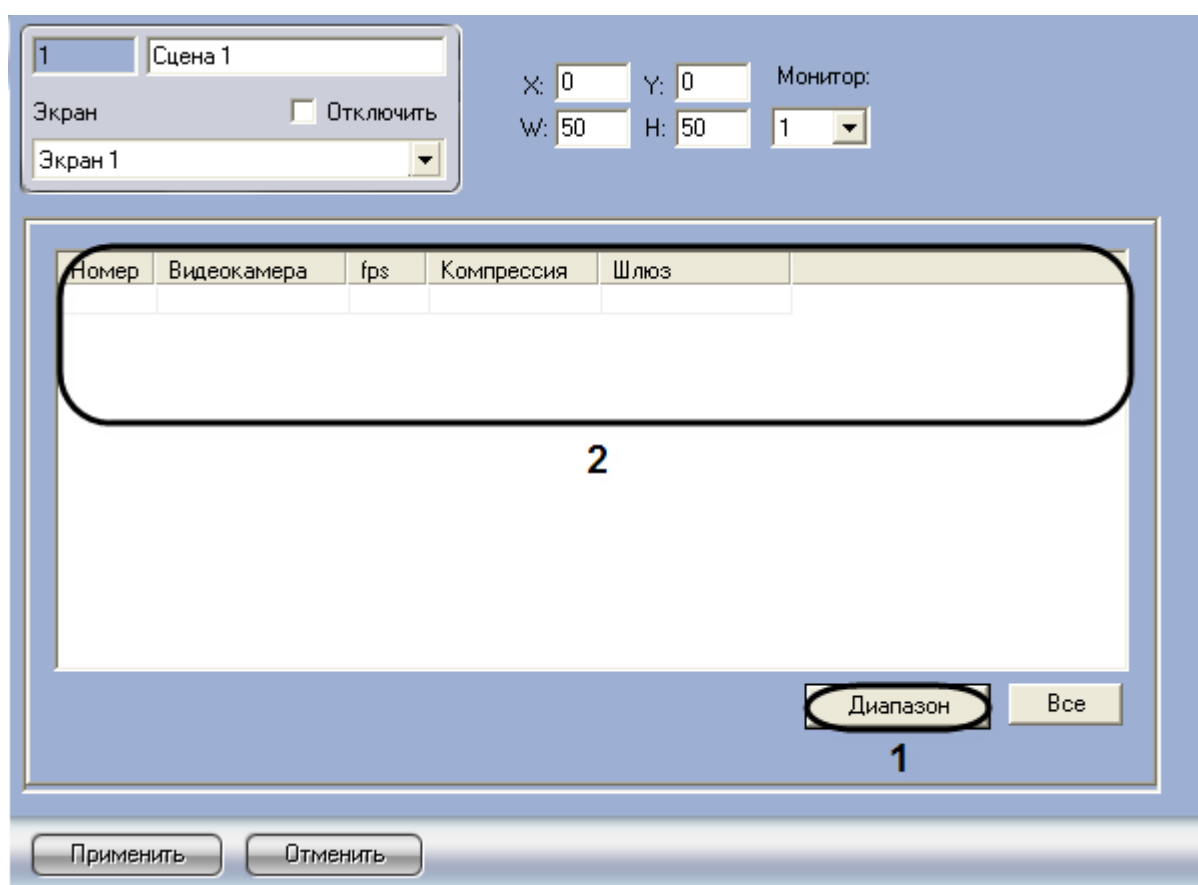 1 Сцена 1
Экран Отключить
Экран 1
X: 0 Y: 0 Монитор:
W: 50 H: 50 1
Номер Видеокамера fps Компрессия Шлюз
2
Диапазон Все
1
Применить Отменить